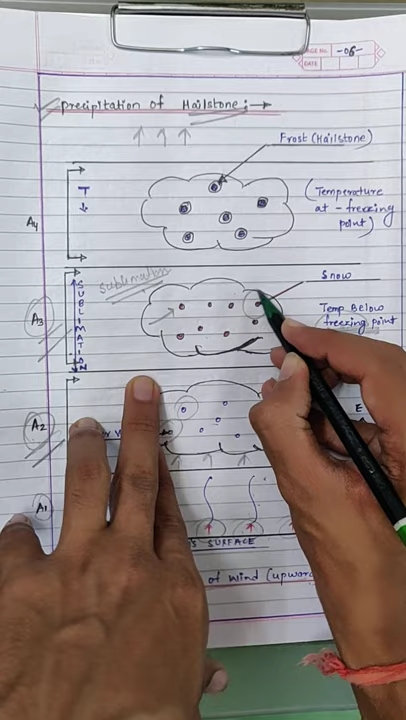 PAGE No. -06-
DATE
precipitation of Hailstone :→
Frost (Hailstone)
T
(Temperature
at - freezing
point)
A4
sublimation
Snow
SUBLIMATION
A3
Temp Below
freezing point
A2
E
A1
SURFACE
of wind (upward